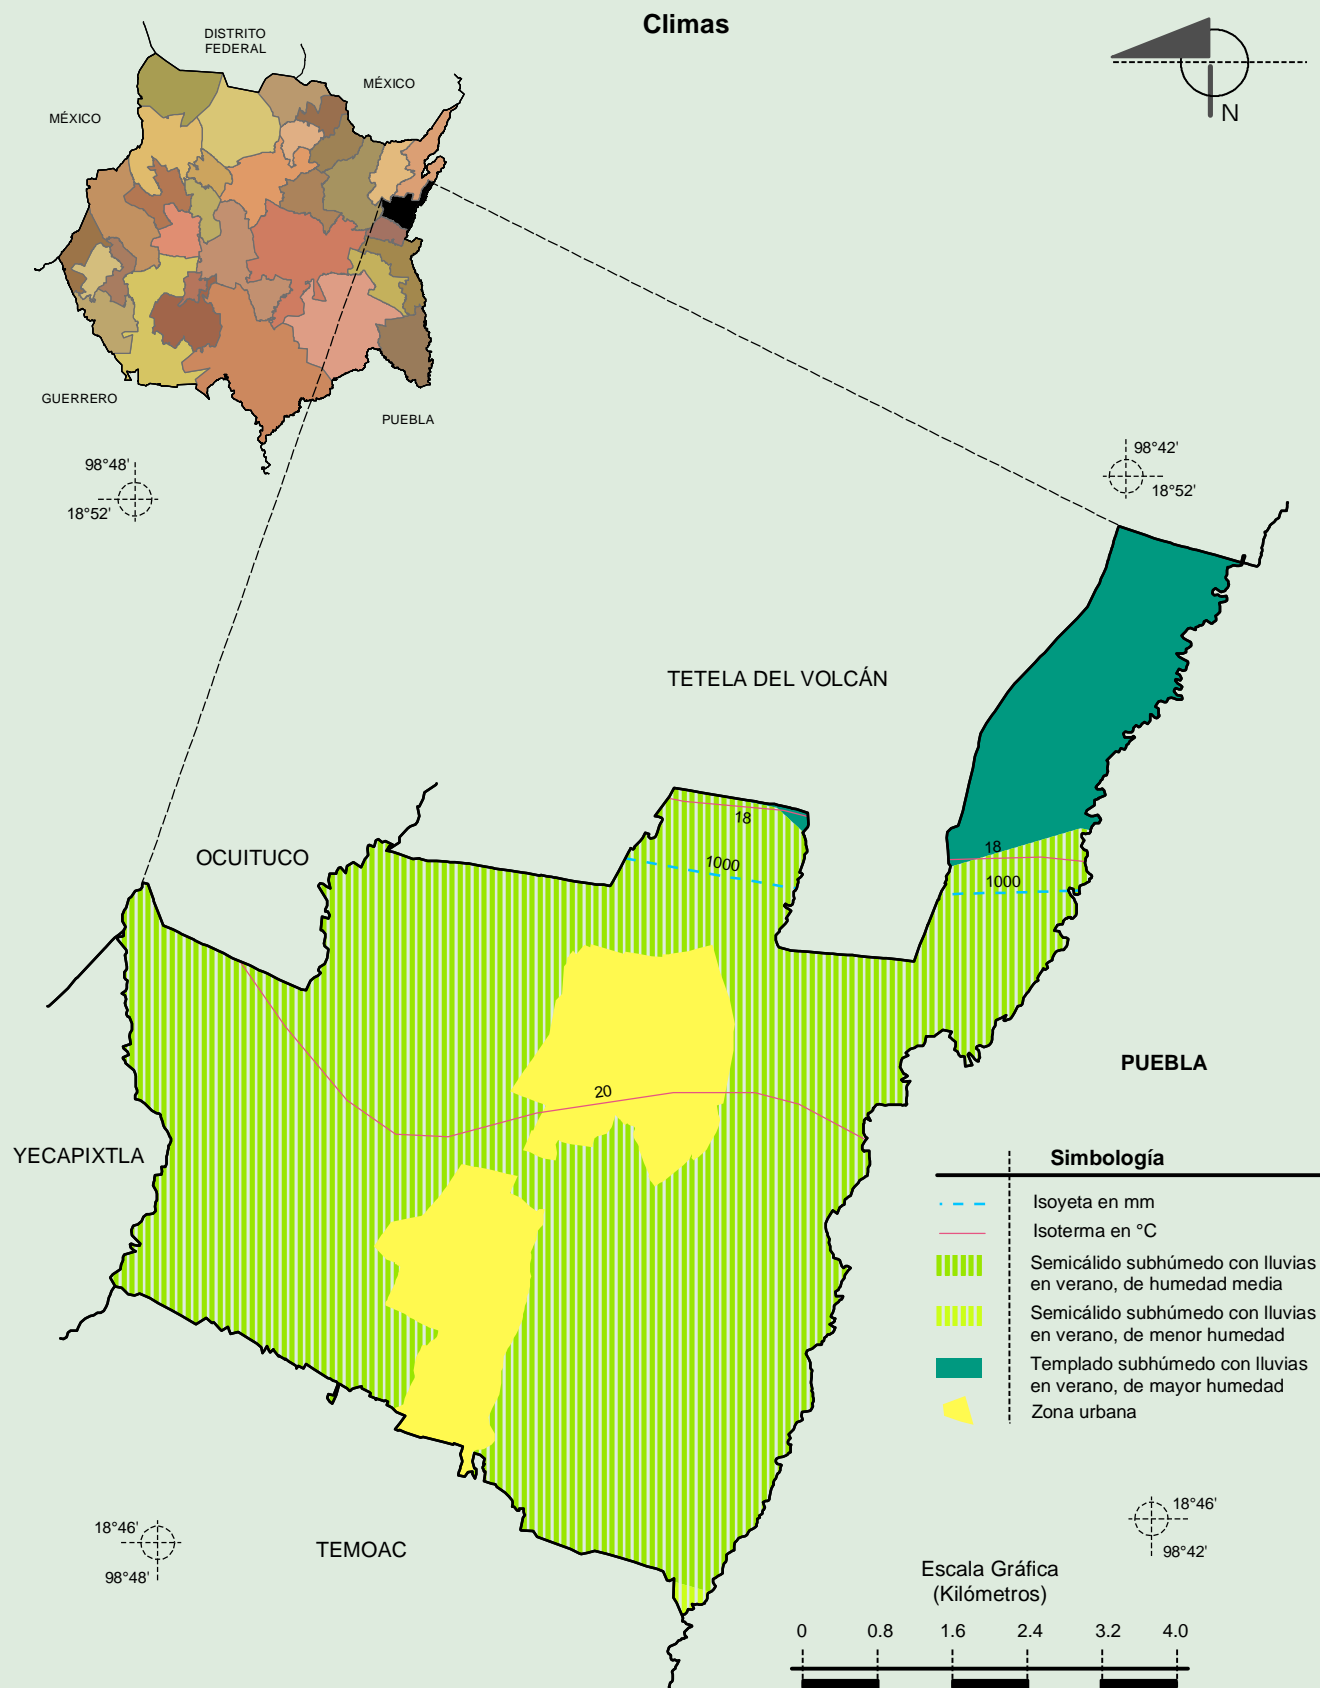 Climas
DISTRITO
FEDERAL
MÉXICO
MÉXICO
N
GUERRERO
PUEBLA
98°48'
18°52'
98°42'
18°52'
TETELA DEL VOLCÁN
18
1000
OCUITUCO
18
1000
PUEBLA
20
YECAPIXTLA
Simbología
Isoyeta en mm
Isoterma en °C
Semicálido subhúmedo con lluvias
en verano, de humedad media
Semicálido subhúmedo con lluvias
en verano, de menor humedad
Templado subhúmedo con lluvias
en verano, de mayor humedad
Zona urbana
18°46'
98°48'
TEMOAC
18°46'
98°42'
Escala Gráfica
(Kilómetros)
0 0.8 1.6 2.4 3.2 4.0